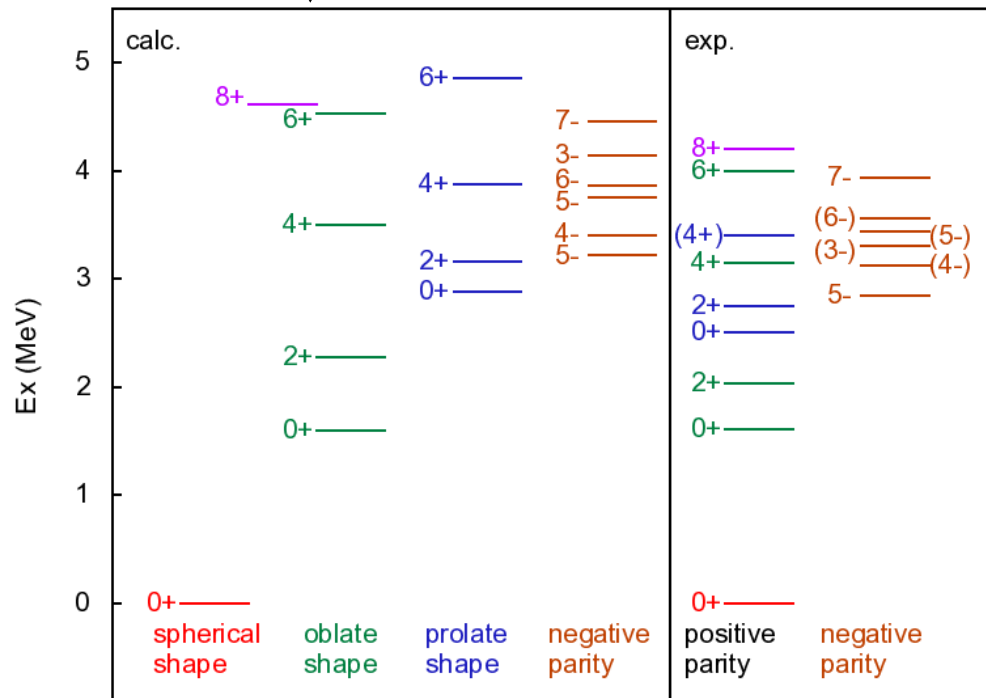 calc.
exp.
5
4
3
2
1
0
Ex (MeV)
8+
6+
4+
2+
0+
6+
4+
2+
0+
7-
3-
6-
5-
4-
5-
0+
8+
6+
(4+)
4+
2+
0+
2+
0+
0+
7-
(6-)
(5-)
(3-)
(4-)
5-
spherical
shape
oblate
shape
prolate
shape
negative
parity
positive
parity
negative
parity